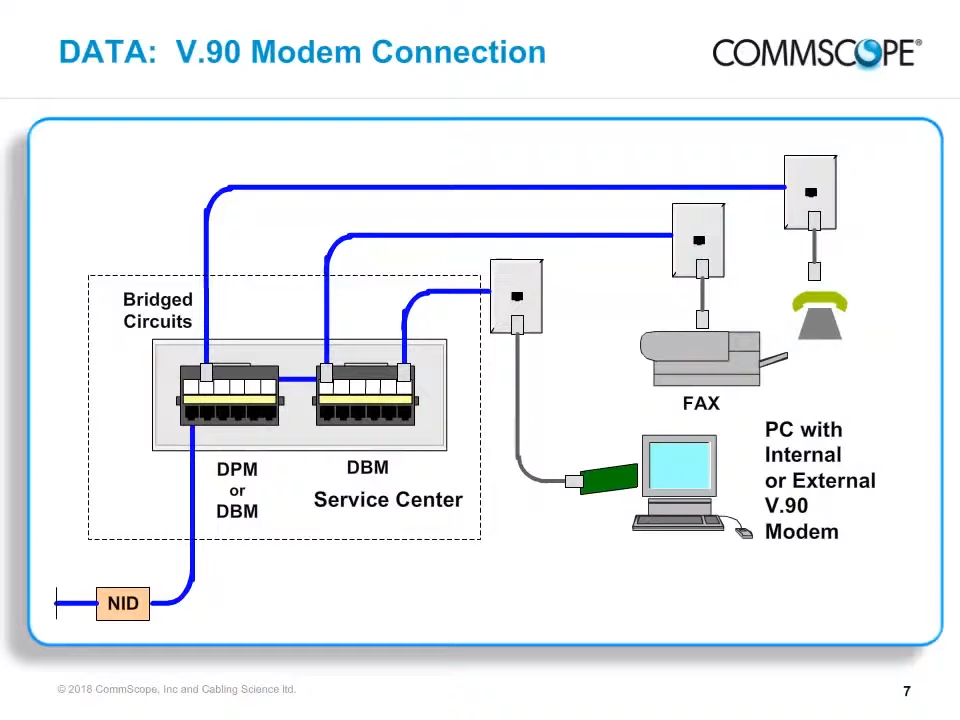 DATA: V.90 Modem Connection
COMMSCOPE®
Bridged
Circuits
DPM
or
DBM
DBM
Service Center
FAX
PC with
Internal
or External
V.90
Modem
NID
© 2018 CommScope, Inc and Cabling Science ltd.
7